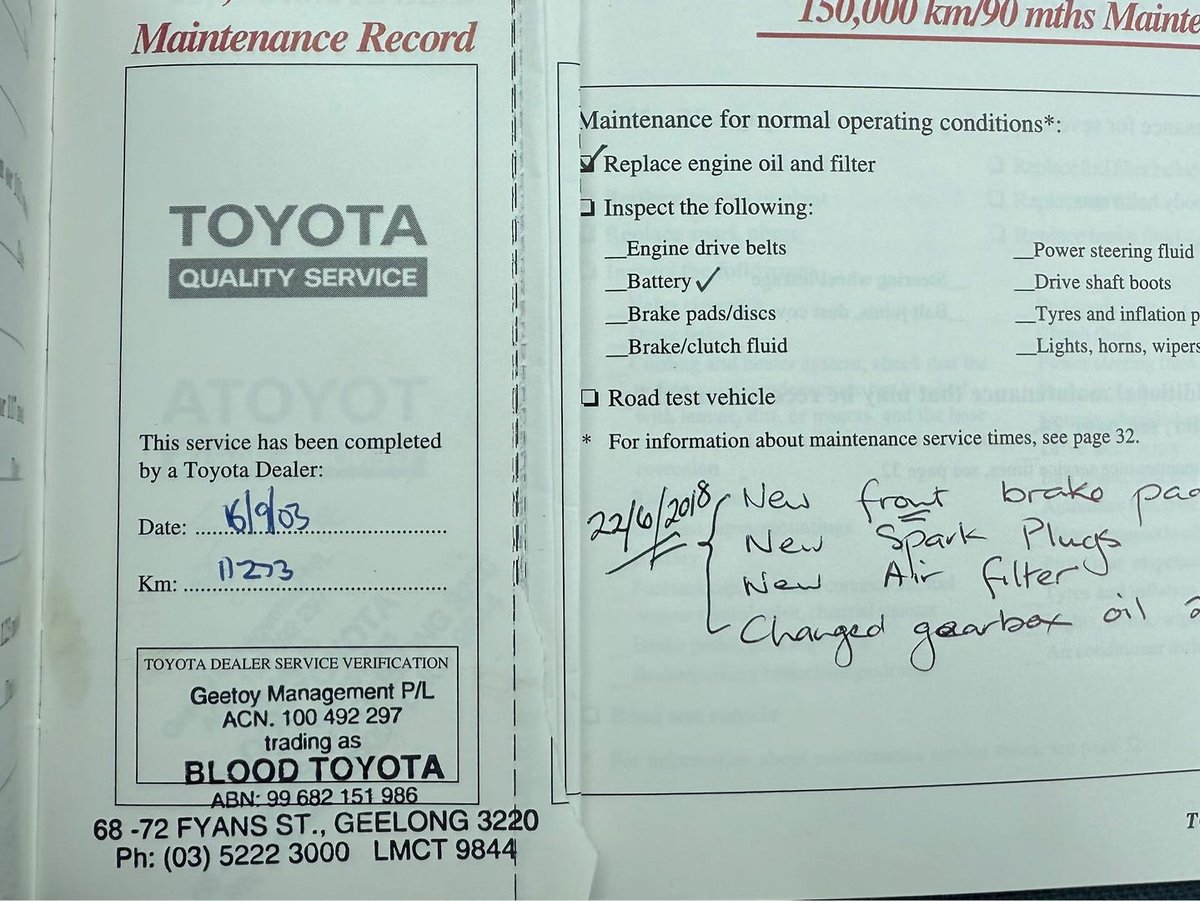 Maintenance Record
TOYOTA
QUALITY SERVICE
This service has been completed
by a Toyota Dealer:
Date: 16/9/03
Km:
TOYOTA DEALER SERVICE VERIFICATION
Geetoy Management P/L
ACN. 100 492 297
trading as
BLOOD TOYOTA
ABN: 99 682 151 986
68 -72 FYANS ST., GEELONG 3220
Ph: (03) 5222 3000 LMCT 9844
150,000 km/90 mths Mainte
Maintenance for normal operating conditions*:
Replace engine oil and filter
Inspect the following:
Engine drive belts
Battery ✓
Brake pads/discs
Brake/clutch fluid
Power steering fluid
Drive shaft boots
Tyres and inflation p
Lights, horns, wipers
Road test vehicle
* For information about maintenance service times, see page 32.
22/6/2018
New front brake pad
New Spark Plugs
New Air filter
Changed gearbox oil